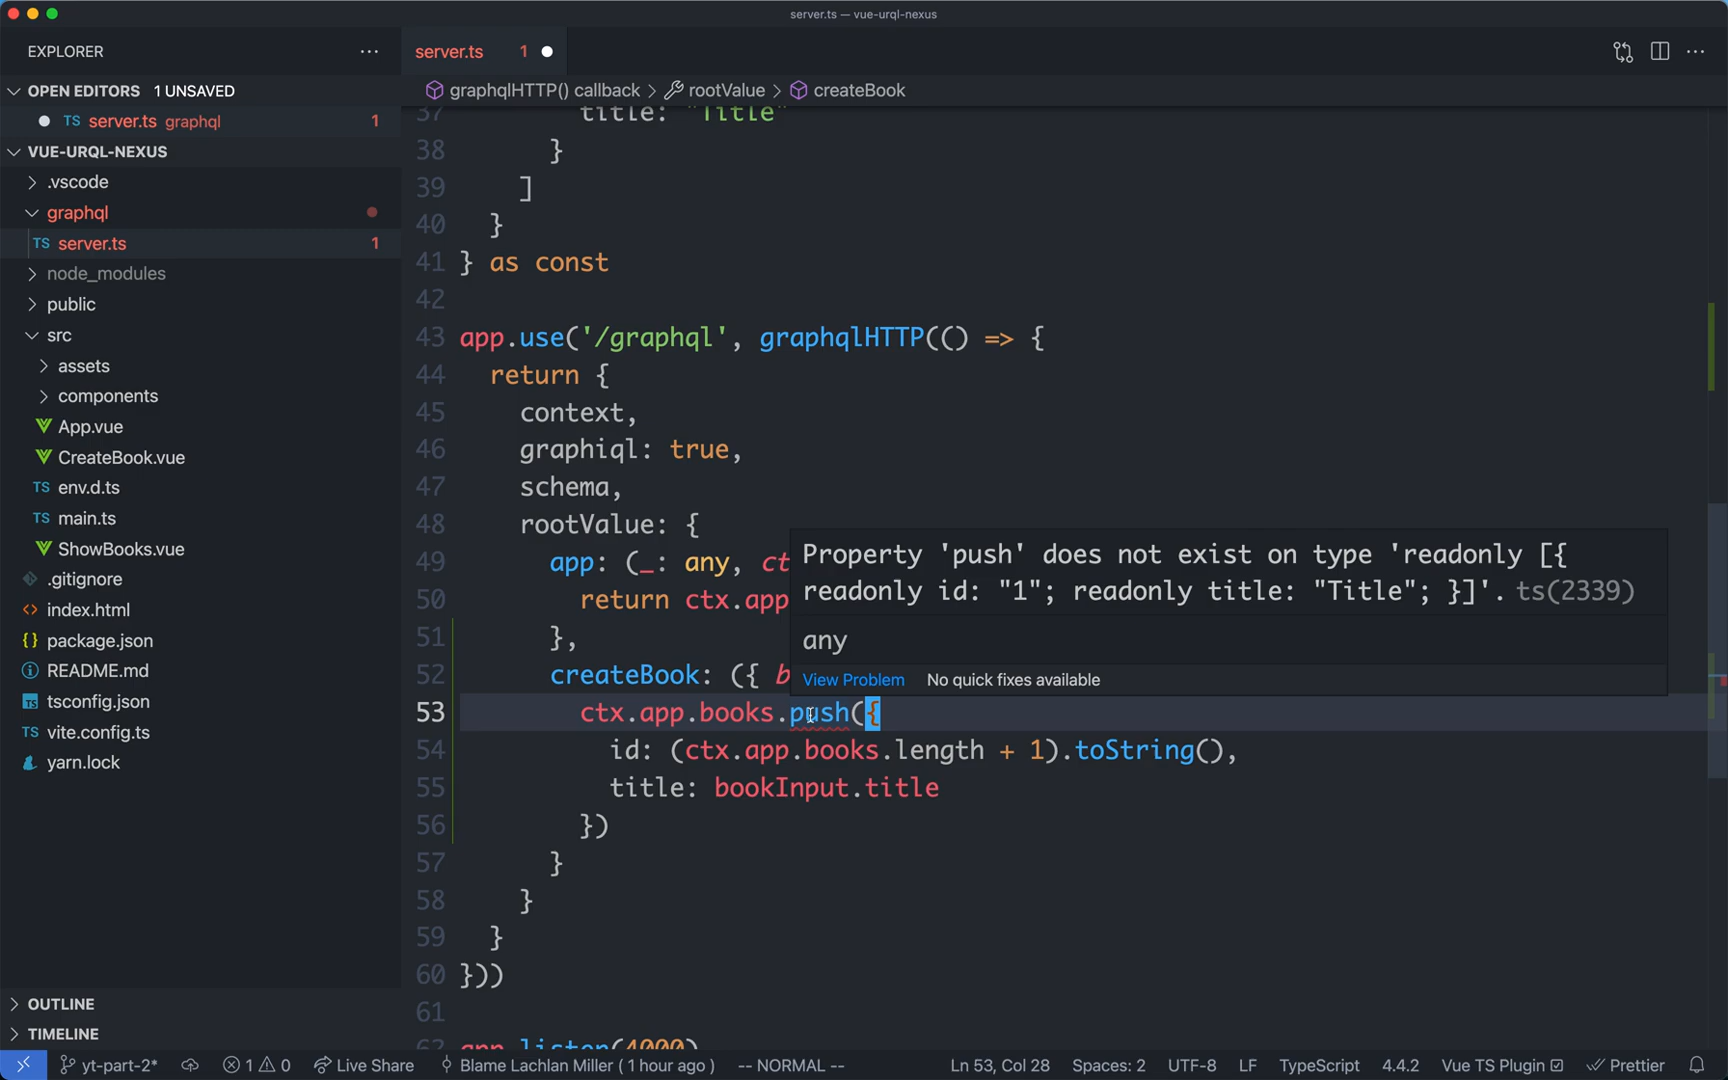 server.ts — vue-urql-nexus
EXPLORER
server.ts 1
OPEN EDITORS 1 UNSAVED
graphqlHTTP() callback > rootValue > createBook
TS server.ts graphql 1
VUE-URQL-NEXUS
.vscode
graphql
TS server.ts 1
node_modules
public
src
assets
components
App.vue
CreateBook.vue
TS env.d.ts
TS main.ts
ShowBooks.vue
.gitignore
<> index.html
{} package.json
README.md
tsconfig.json
vite.config.ts
yarn.lock
OUTLINE
TIMELINE
37 title: "Title"
38 }
39 ]
40 }
41 } as const
42
43 app.use('/graphql', graphqlHTTP(() => {
44 return {
45 context,
46 graphiql: true,
47 schema,
48 rootValue: {
49 app: (_: any, ct
50 return ctx.app
51 },
52 createBook: ({ b
53 ctx.app.books.push({
54 id: (ctx.app.books.length + 1).toString(),
55 title: bookInput.title
56 })
57 }
58 }
59 }
60 }))
61
62 app.listen(4000)
Property 'push' does not exist on type 'readonly [{
readonly id: "1"; readonly title: "Title"; }]'. ts(2339)
any
View Problem No quick fixes available
yt-part-2* 1 0 Live Share Blame Lachlan Miller ( 1 hour ago ) -- NORMAL -- Ln 53, Col 28 Spaces: 2 UTF-8 LF TypeScript 4.4.2 Vue TS Plugin Prettier